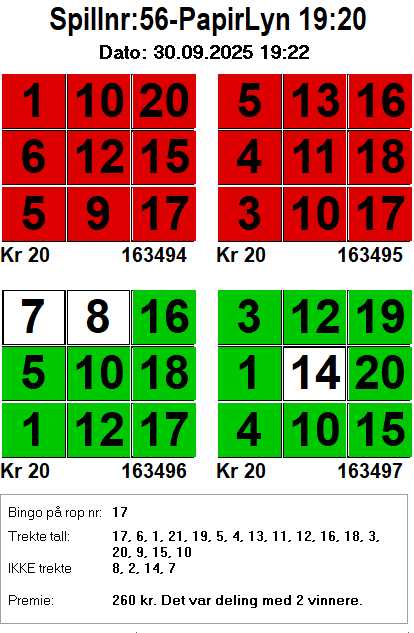 Spillnr:56-PapirLyn 19:20
Dato: 30.09.2025 19:22
1 10 20 5 13 16
6 12 15 4 11 18
5 9 17 3 10 17
Kr 20 163494 Kr 20 163495
7 8 16 3 12 19
5 10 18 1 14 20
1 12 17 4 10 15
Kr 20 163496 Kr 20 163497
Bingo på rop nr: 17
Trekte tall: 17, 6, 1, 21, 19, 5, 4, 13, 11, 12, 16, 18, 3,
20, 9, 15, 10
IKKE trekte 8, 2, 14, 7
Premie: 260 kr. Det var deling med 2 vinnere.